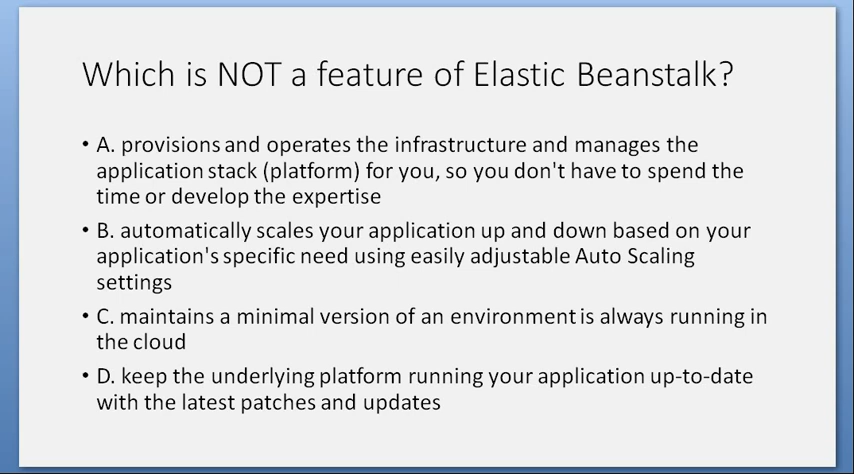 Which is NOT a feature of Elastic Beanstalk?
• A. provisions and operates the infrastructure and manages the
application stack (platform) for you, so you don't have to spend the
time or develop the expertise
• B. automatically scales your application up and down based on your
application's specific need using easily adjustable Auto Scaling
settings
• C. maintains a minimal version of an environment is always running in
the cloud
• D. keep the underlying platform running your application up-to-date
with the latest patches and updates